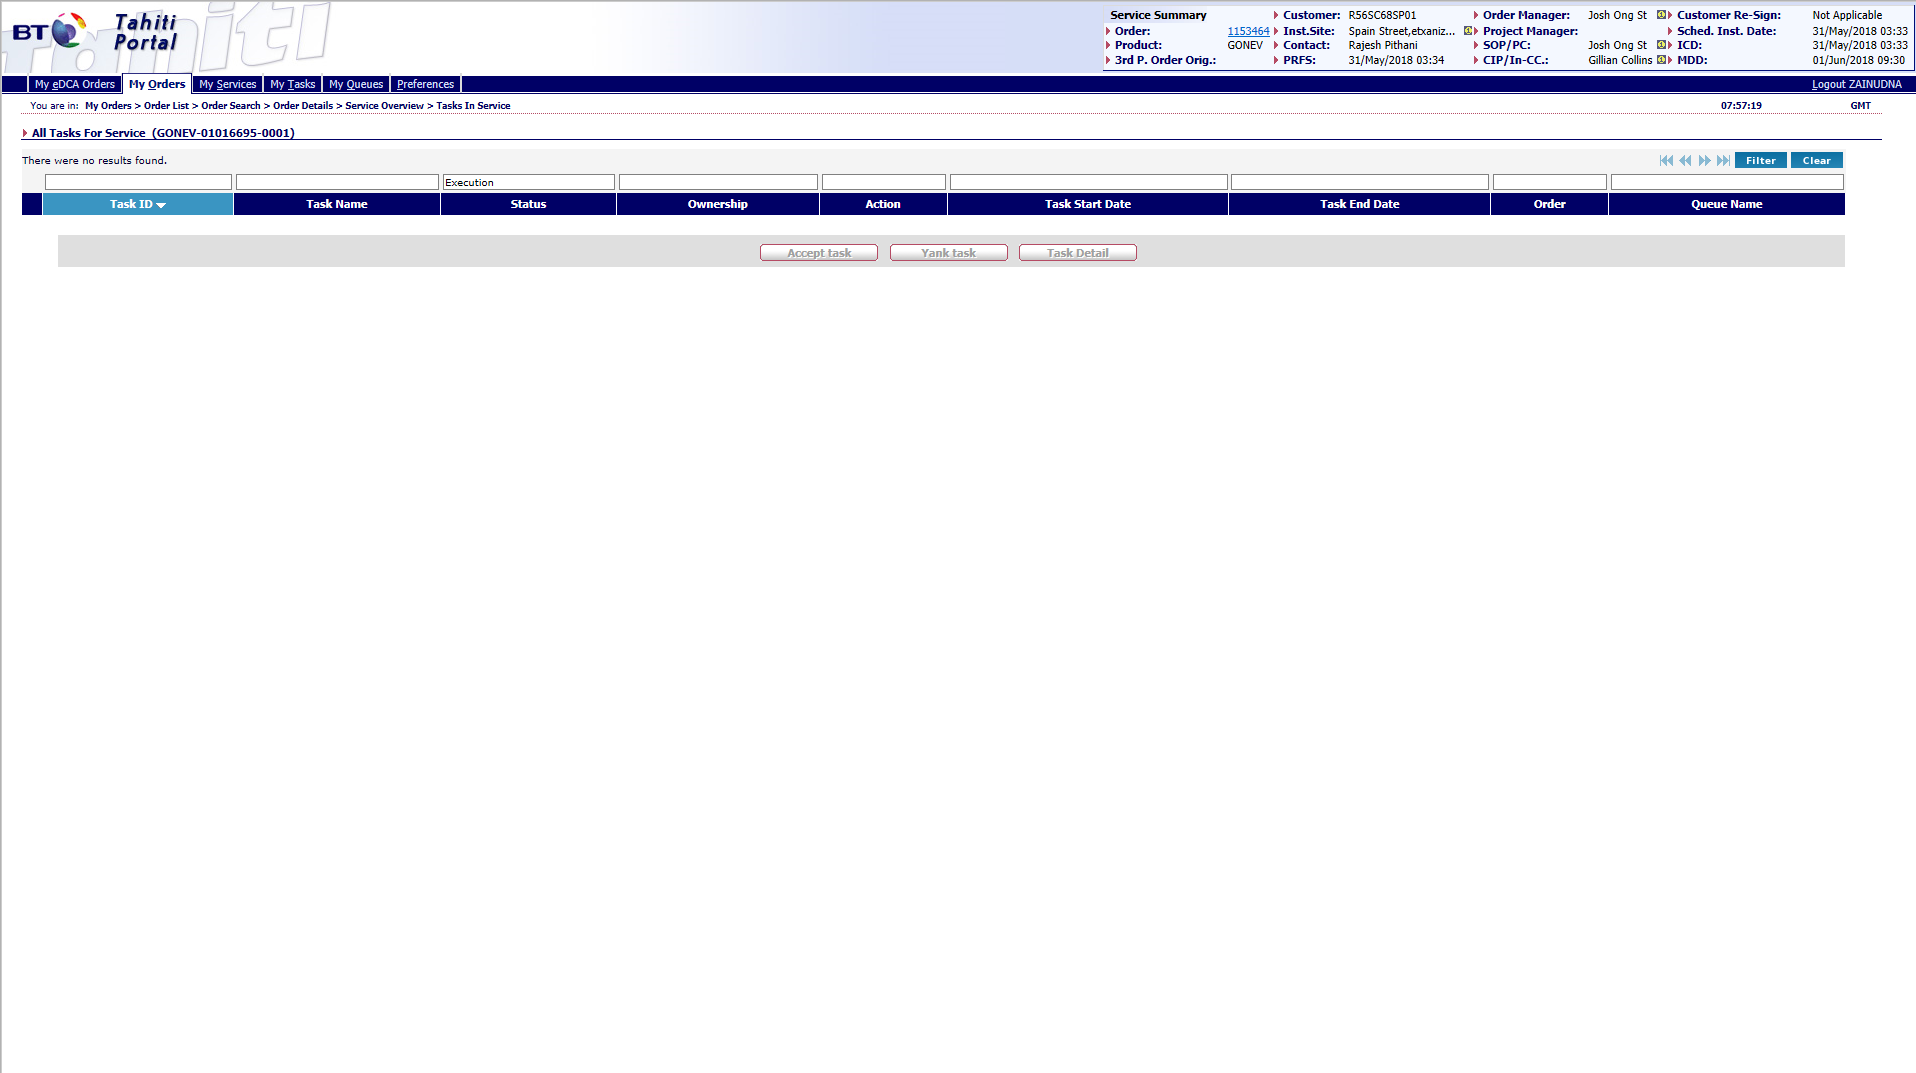 BT Tahiti Portal
Service Summary Customer: R56SC68SP01 Order Manager: Josh Ong St Customer Re-Sign: Not Applicable
Order: 1153464 Inst.Site: Spain Street,etxaniz... Project Manager: Sched. Inst. Date: 31/May/2018 03:33
Product: GONEV Contact: Rajesh Pithani SOP/PC: Josh Ong St ICD: 31/May/2018 03:33
3rd P. Order Orig.: PRFS: 31/May/2018 03:34 CIP/In-CC.: Gillian Collins MDD: 01/Jun/2018 09:30
My eDCA Orders My Orders My Services My Tasks My Queues Preferences Logout ZAINUDNA
You are in: My Orders > Order List > Order Search > Order Details > Service Overview > Tasks In Service 07:57:19 GMT
All Tasks For Service (GONEV-01016695-0001)
There were no results found. Filter Clear
Execution
Task ID Task Name Status Ownership Action Task Start Date Task End Date Order Queue Name
Accept task Yank task Task Detail